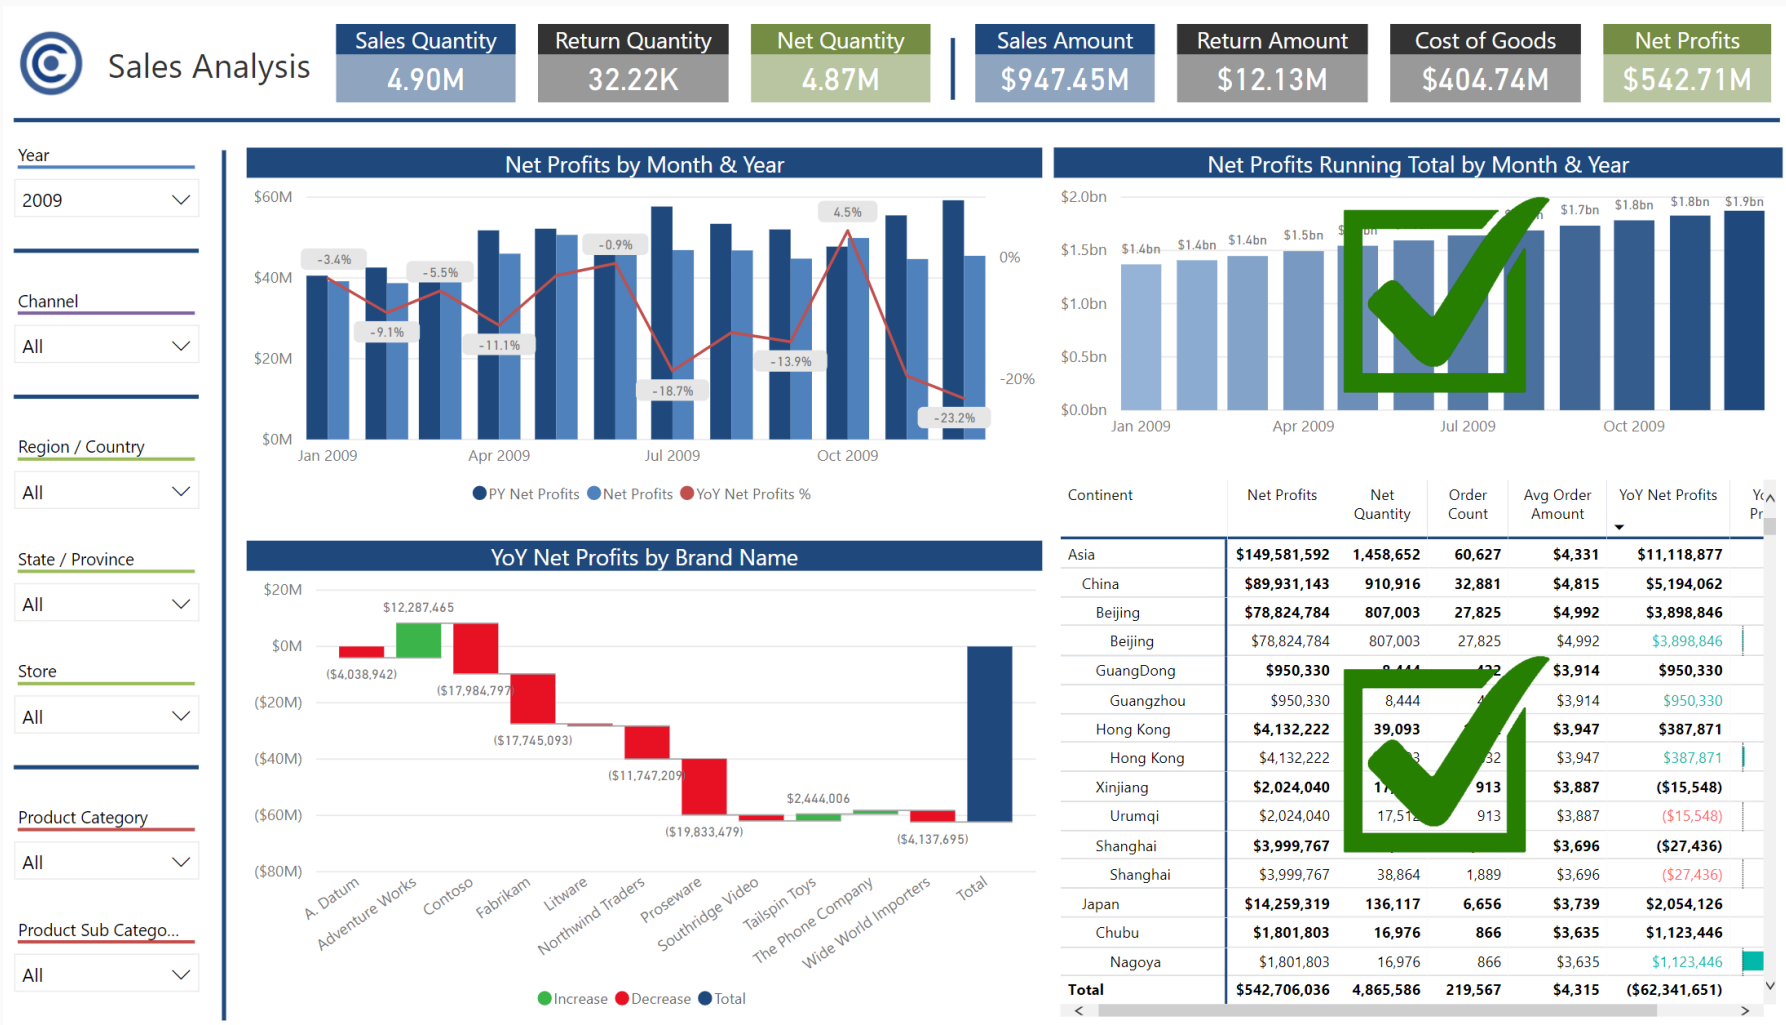 Sales Analysis
Sales Quantity
4.90M
Return Quantity
32.22K
Net Quantity
4.87M
Sales Amount
$947.45M
Return Amount
$12.13M
Cost of Goods
$404.74M
Net Profits
$542.71M
Year
2009
Channel
All
Region / Country
All
State / Province
All
Store
All
Product Category
All
Product Sub Catego...
All
Net Profits by Month & Year
$60M
$40M
$20M
$0M
0%
-20%
-3.4%
-9.1%
-5.5%
-11.1%
-0.9%
-18.7%
-13.9%
4.5%
-23.2%
Jan 2009 Apr 2009 Jul 2009 Oct 2009
PY Net Profits Net Profits YoY Net Profits %
Net Profits Running Total by Month & Year
$2.0bn
$1.5bn
$1.0bn
$0.5bn
$0.0bn
$1.4bn $1.4bn $1.4bn $1.5bn $1.7bn $1.8bn $1.8bn $1.9bn
Jan 2009 Apr 2009 Jul 2009 Oct 2009
YoY Net Profits by Brand Name
$20M
$0M
($20M)
($40M)
($60M)
($80M)
($4,038,942)
$12,287,465
($17,984,797)
($17,745,093)
($11,747,209)
($19,833,479)
$2,444,006
($4,137,695)
A. Datum
Adventure Works
Contoso
Fabrikam
Litware
Northwind Traders
Proseware
Southridge Video
Tailspin Toys
The Phone Company
Wide World Importers
Total
Increase Decrease Total
Continent Net Profits Net Quantity Order Count Avg Order Amount YoY Net Profits
Asia $149,581,592 1,458,652 60,627 $4,331 $11,118,877
China $89,931,143 910,916 32,881 $4,815 $5,194,062
Beijing $78,824,784 807,003 27,825 $4,992 $3,898,846
Beijing $78,824,784 807,003 27,825 $4,992 $3,898,846
GuangDong $950,330 8,444 $3,914 $950,330
Guangzhou $950,330 8,444 $3,914 $950,330
Hong Kong $4,132,222 39,093 $3,947 $387,871
Hong Kong $4,132,222 $3,947 $387,871
Xinjiang $2,024,040 913 $3,887 ($15,548)
Urumqi $2,024,040 17,512 913 $3,887 ($15,548)
Shanghai $3,999,767 $3,696 ($27,436)
Shanghai $3,999,767 38,864 1,889 $3,696 ($27,436)
Japan $14,259,319 136,117 6,656 $3,739 $2,054,126
Chubu $1,801,803 16,976 866 $3,635 $1,123,446
Nagoya $1,801,803 16,976 866 $3,635 $1,123,446
Total $542,706,036 4,865,586 219,567 $4,315 ($62,341,651)